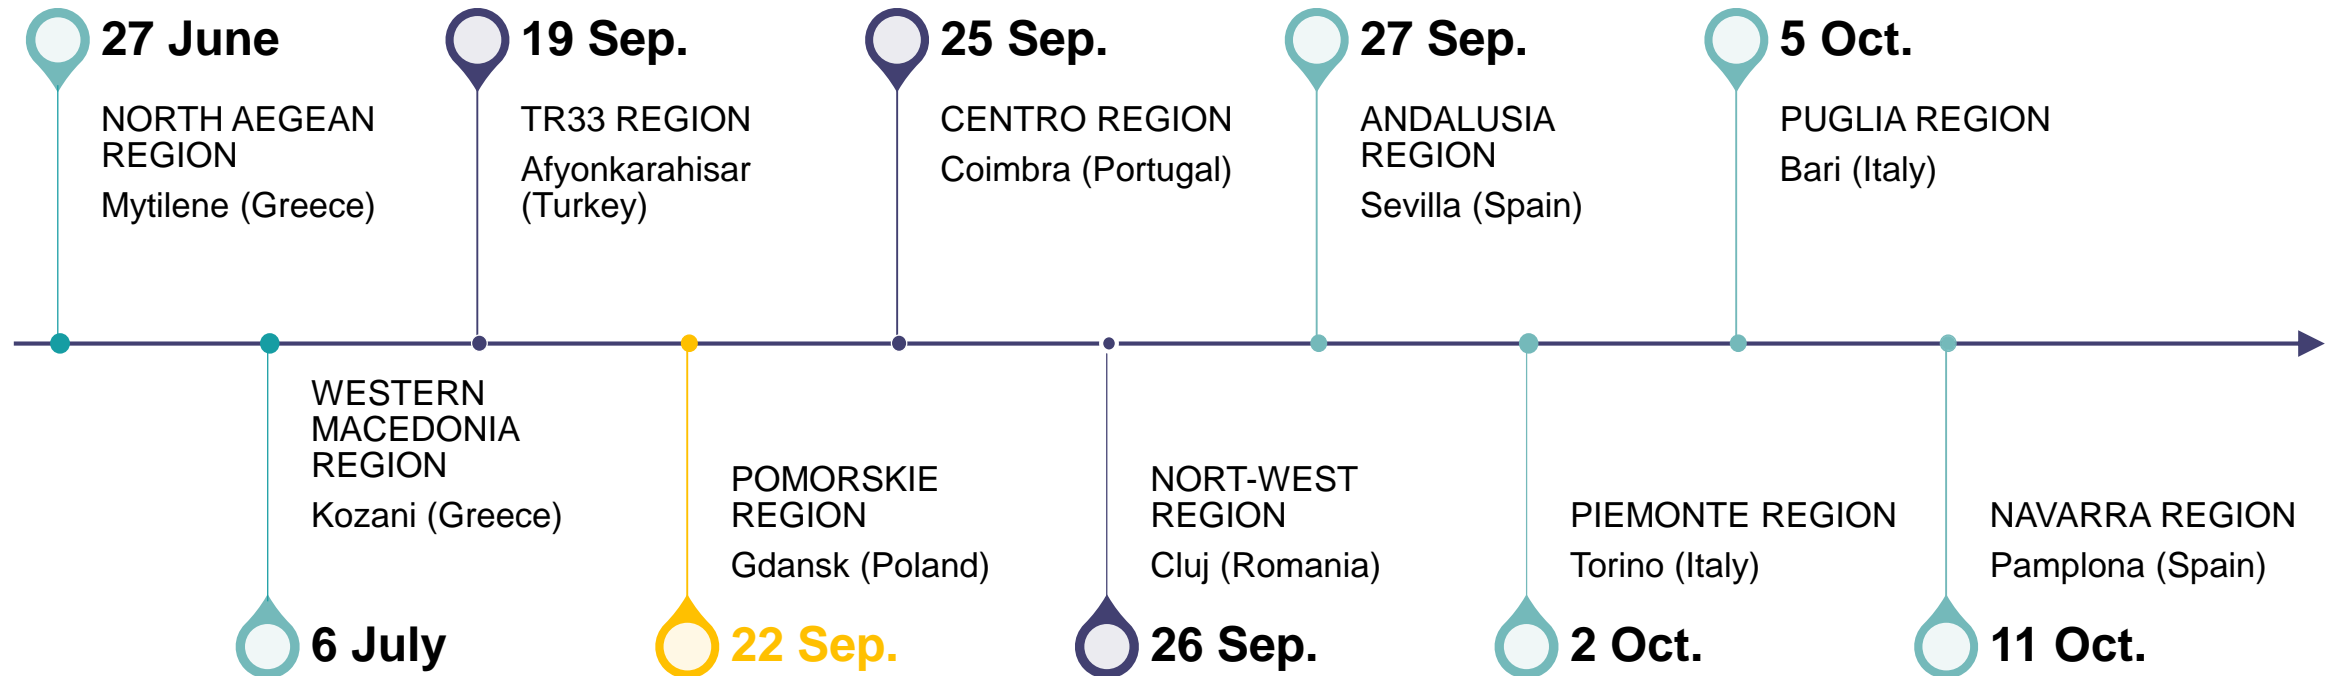 27 June
NORTH AEGEAN
REGION
Mytilene (Greece)
6 July
WESTERN
MACEDONIA
REGION
Kozani (Greece)
19 Sep.
TR33 REGION
Afyonkarahisar
(Turkey)
22 Sep.
POMORSKIE
REGION
Gdansk (Poland)
25 Sep.
CENTRO REGION
Coimbra (Portugal)
26 Sep.
NORT-WEST
REGION
Cluj (Romania)
27 Sep.
ANDALUSIA
REGION
Sevilla (Spain)
2 Oct.
PIEMONTE REGION
Torino (Italy)
5 Oct.
PUGLIA REGION
Bari (Italy)
11 Oct.
NAVARRA REGION
Pamplona (Spain)